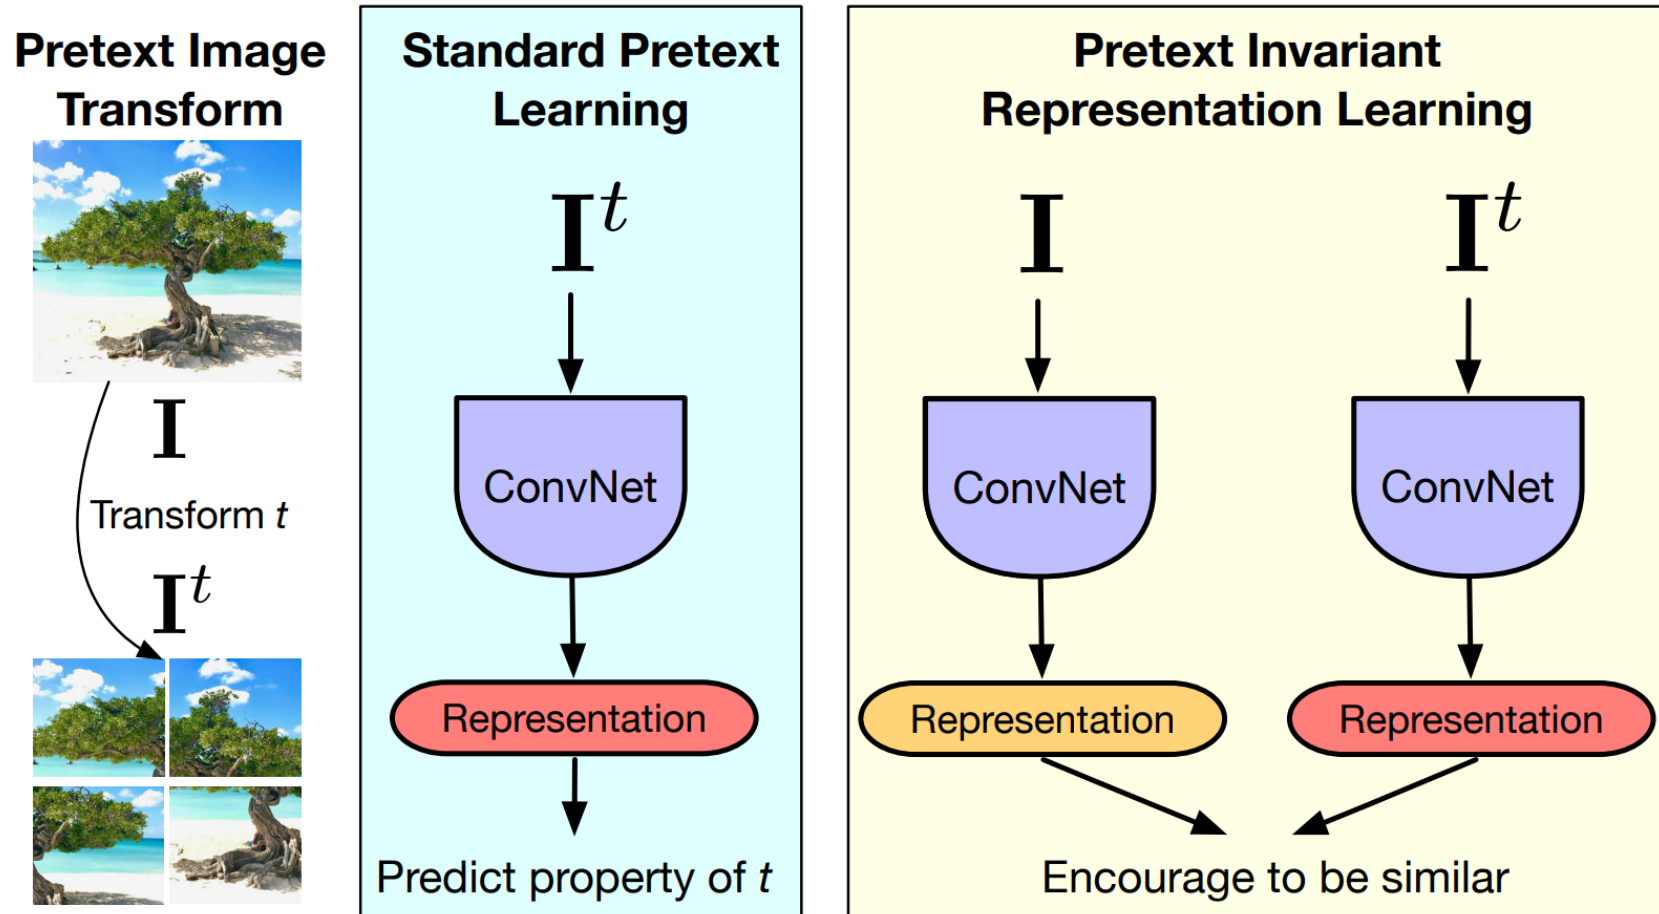 Pretext Image
Transform
I
Transform t
I^t
Standard Pretext
Learning
I^t
ConvNet
Representation
Predict property of t
Pretext Invariant
Representation Learning
I
I^t
ConvNet
ConvNet
Representation
Representation
Encourage to be similar